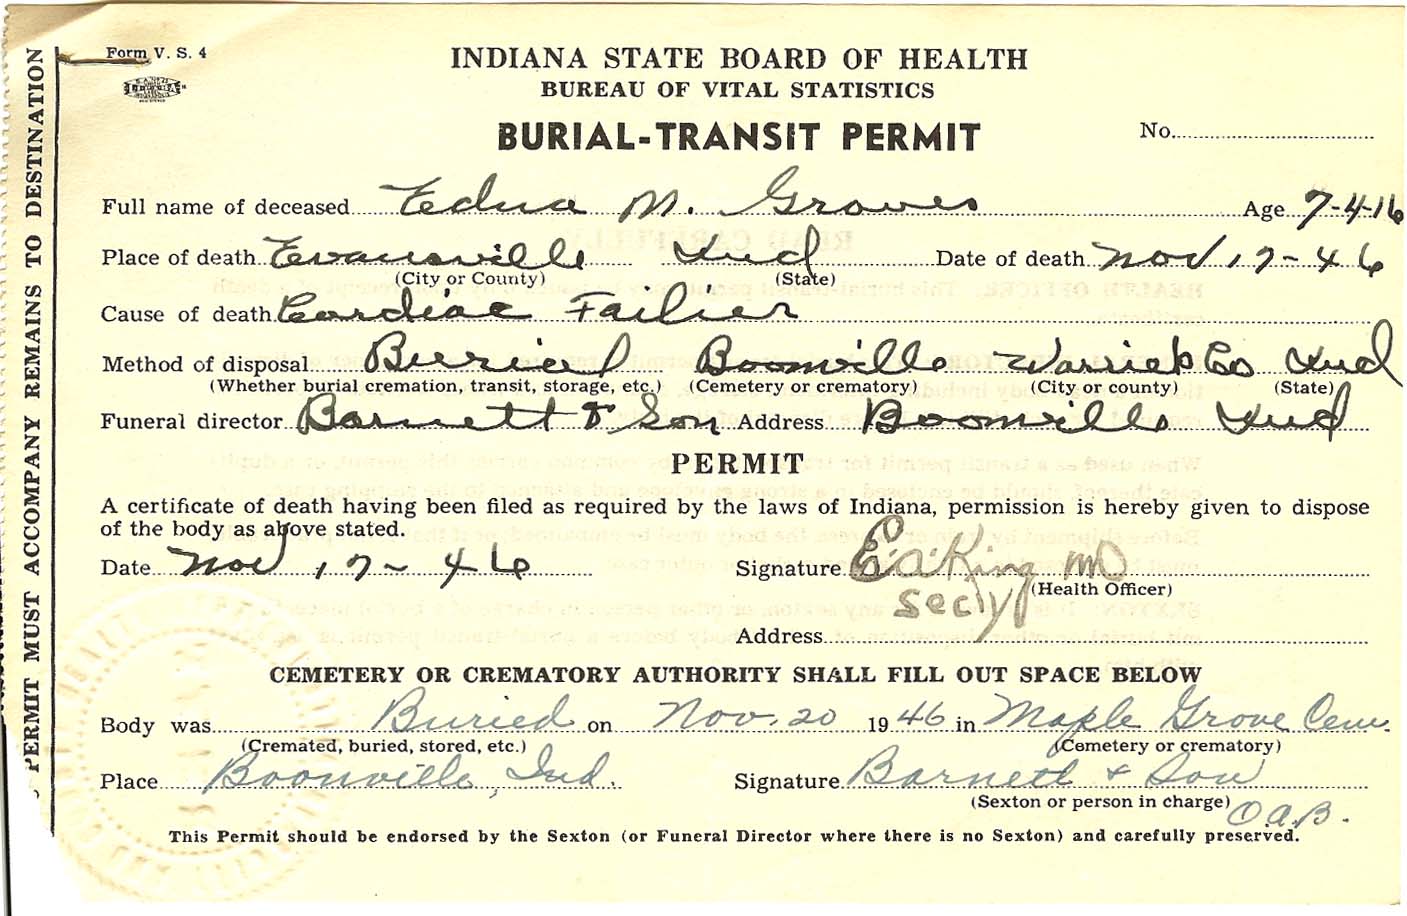 Form V. S. 4
INDIANA STATE BOARD OF HEALTH
BUREAU OF VITAL STATISTICS
BURIAL-TRANSIT PERMIT
No.
PERMIT MUST ACCOMPANY REMAINS TO DESTINATION
Full name of deceased Edna M. Groves Age 7-4-16
Place of death Evansville Ind Date of death Nov 17-46
(City or County) (State)
Cause of death Cardiac Failier
Method of disposal Buried Boonville Warrick Co Ind
(Whether burial cremation, transit, storage, etc.) (Cemetery or crematory) (City or county) (State)
Funeral director Barnett & Son Address Boonville Ind
PERMIT
A certificate of death having been filed as required by the laws of Indiana, permission is hereby given to dispose
of the body as above stated.
Date Nov 17-46 Signature King MD
(Health Officer)
Secy
Address
CEMETERY OR CREMATORY AUTHORITY SHALL FILL OUT SPACE BELOW
Body was Buried on Nov. 20 1946 in Maple Grove Cem.
(Cremated, buried, stored, etc.) (Cemetery or crematory)
Place Boonville, Ind. Signature Barnett & Son
(Sexton or person in charge) O.A.B.
This Permit should be endorsed by the Sexton (or Funeral Director where there is no Sexton) and carefully preserved.